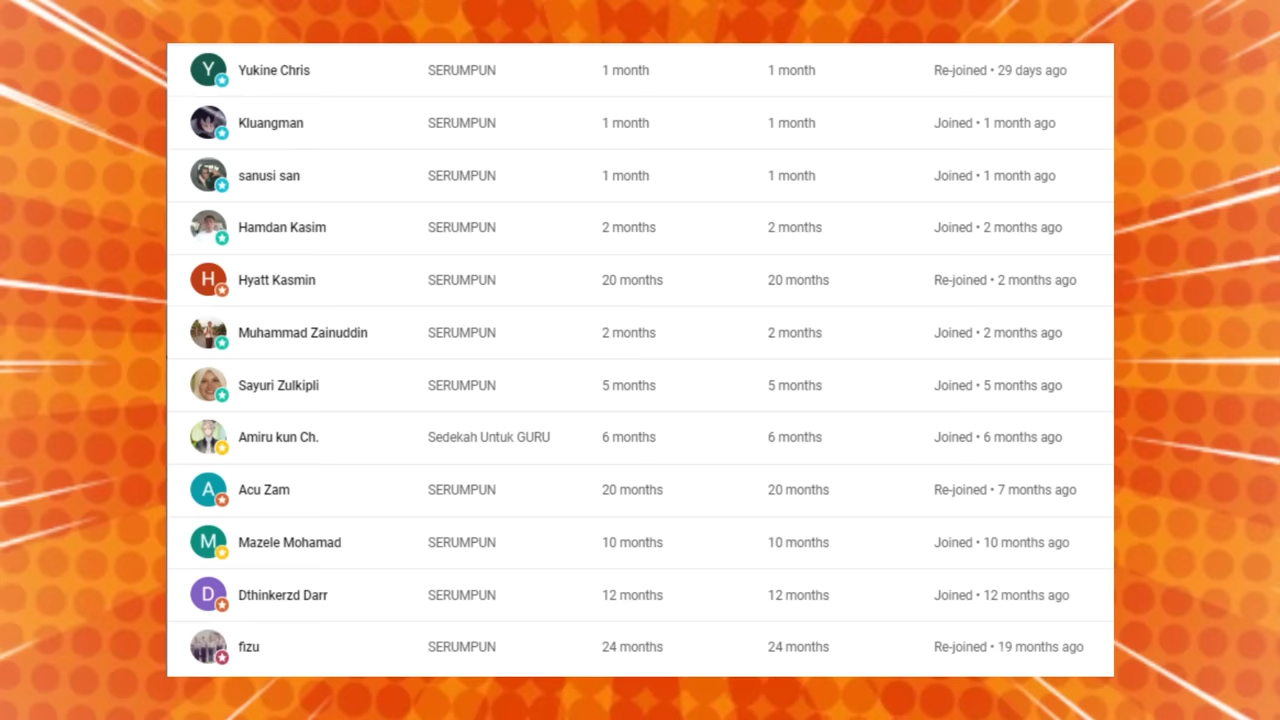 Y Yukine Chris SERUMPUN 1 month 1 month Re-joined • 29 days ago
Kluangman SERUMPUN 1 month 1 month Joined • 1 month ago
sanusi san SERUMPUN 1 month 1 month Joined • 1 month ago
Hamdan Kasim SERUMPUN 2 months 2 months Joined • 2 months ago
H Hyatt Kasmin SERUMPUN 20 months 20 months Re-joined • 2 months ago
Muhammad Zainuddin SERUMPUN 2 months 2 months Joined • 2 months ago
Sayuri Zulkipli SERUMPUN 5 months 5 months Joined • 5 months ago
Amiru kun Ch. Sedekah Untuk GURU 6 months 6 months Joined • 6 months ago
A Acu Zam SERUMPUN 20 months 20 months Re-joined • 7 months ago
M Mazele Mohamad SERUMPUN 10 months 10 months Joined • 10 months ago
D Dthinkerzd Darr SERUMPUN 12 months 12 months Joined • 12 months ago
fizu SERUMPUN 24 months 24 months Re-joined • 19 months ago